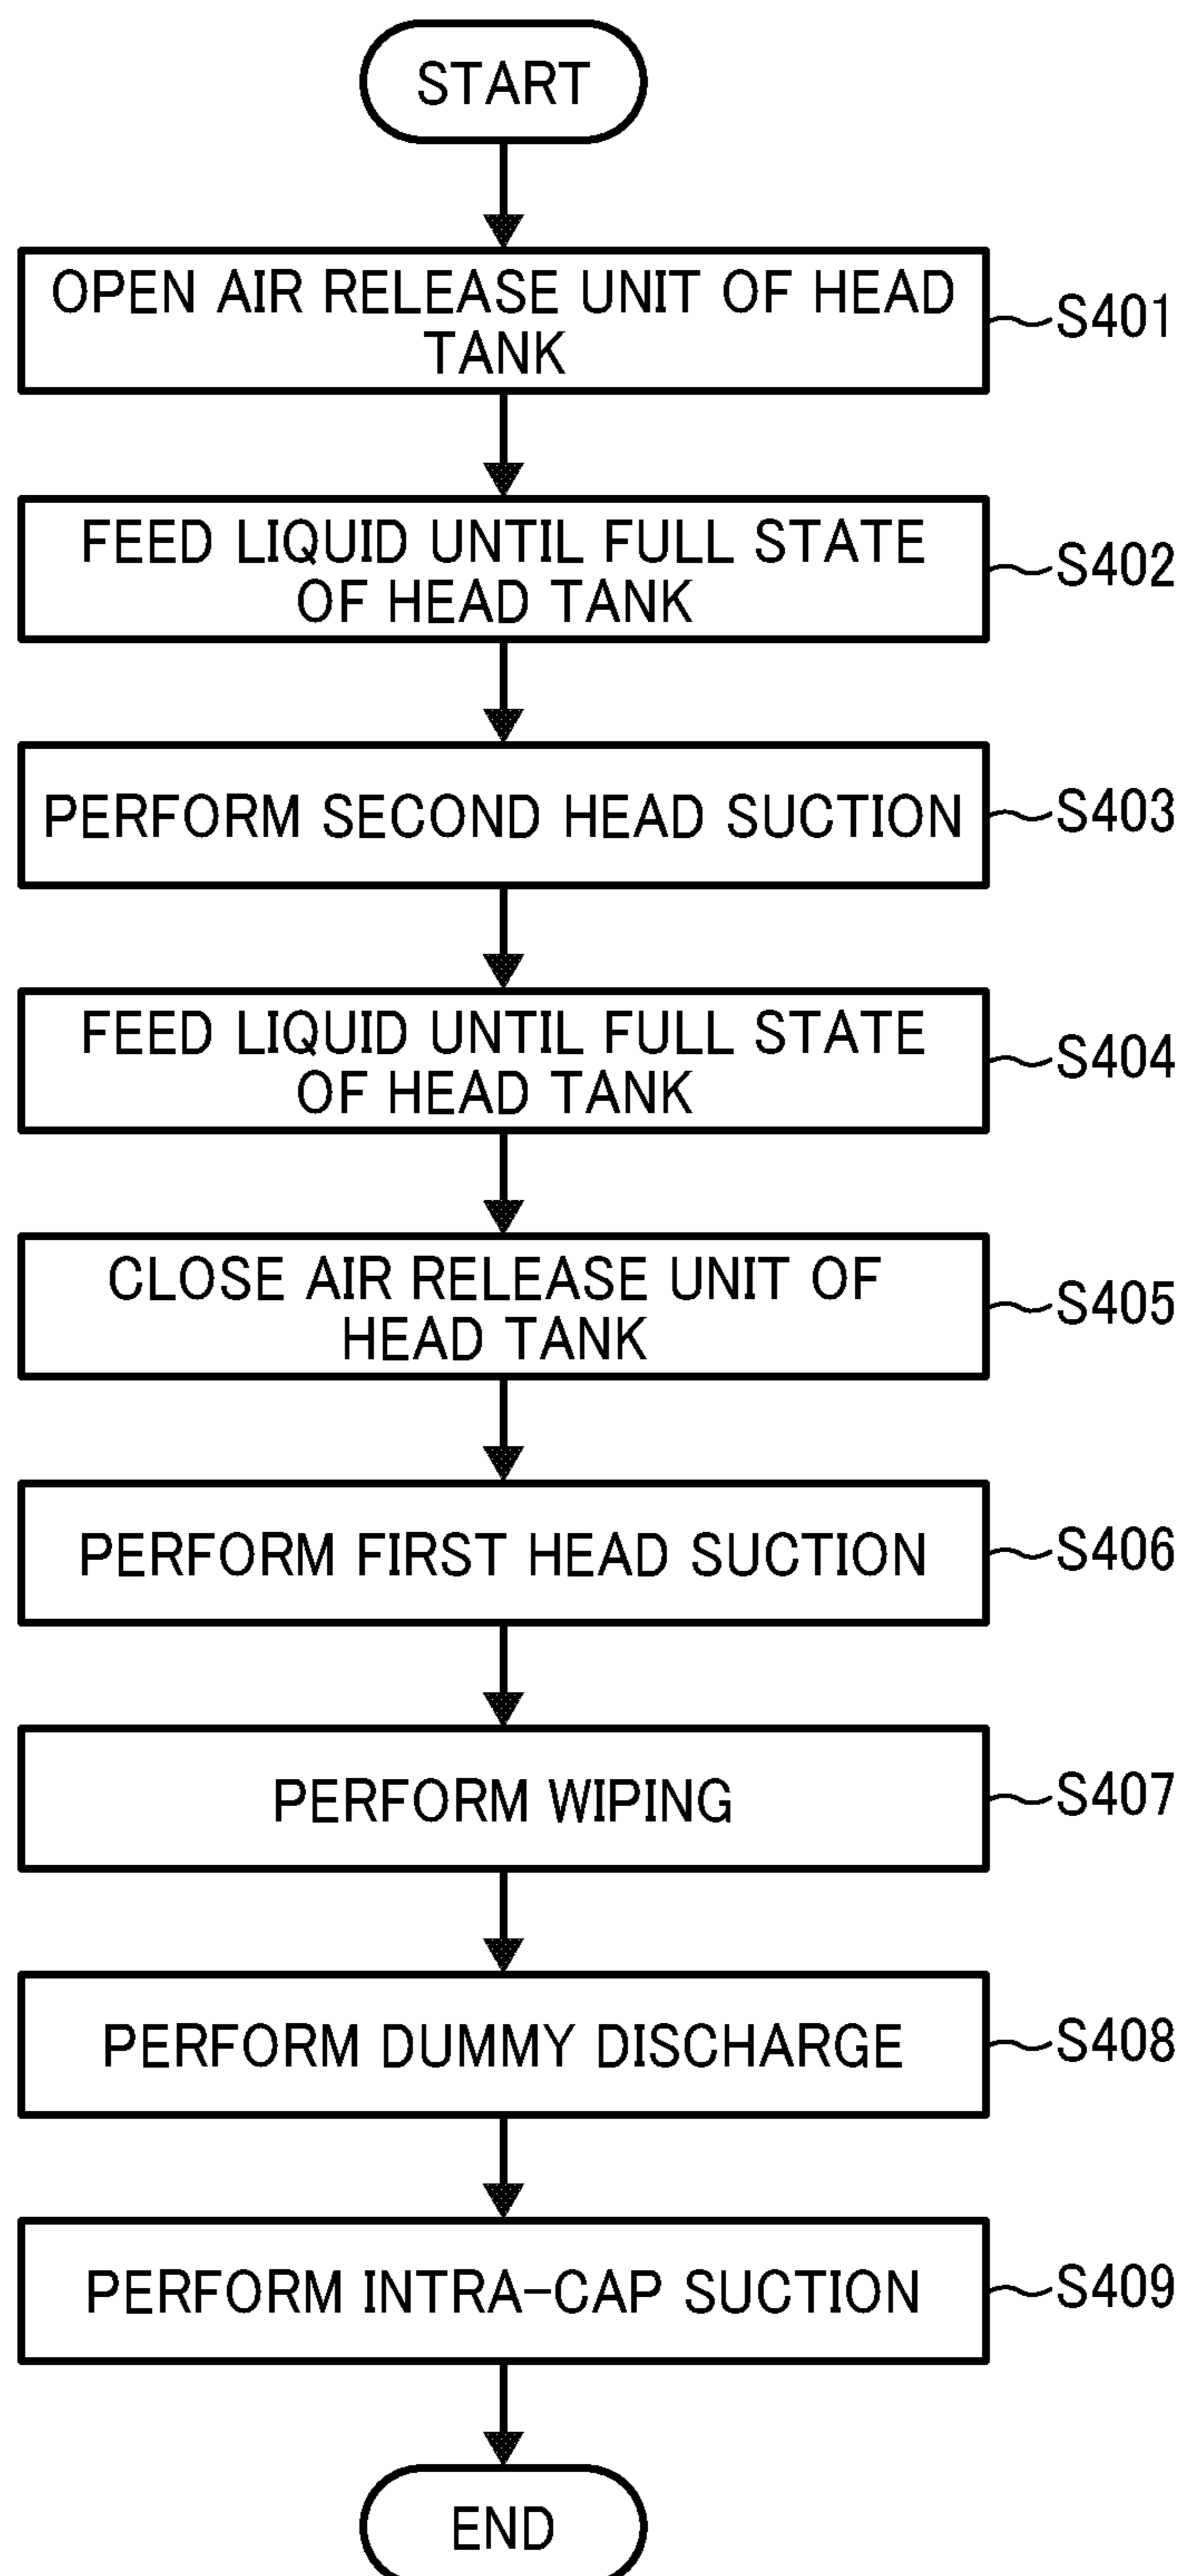 START
OPEN AIR RELEASE UNIT OF HEAD
TANK
S401
FEED LIQUID UNTIL FULL STATE
OF HEAD TANK
S402
PERFORM SECOND HEAD SUCTION
S403
FEED LIQUID UNTIL FULL STATE
OF HEAD TANK
S404
CLOSE AIR RELEASE UNIT OF
HEAD TANK
S405
PERFORM FIRST HEAD SUCTION
S406
PERFORM WIPING
S407
PERFORM DUMMY DISCHARGE
S408
PERFORM INTRA-CAP SUCTION
S409
END